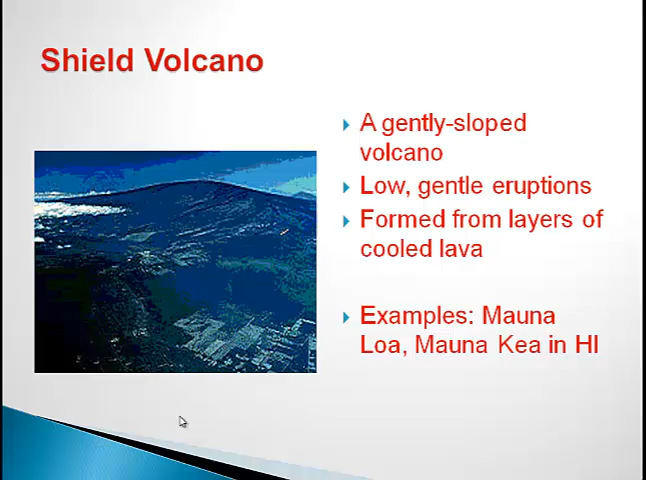 Shield Volcano
A gently-sloped
volcano
Low, gentle eruptions
Formed from layers of
cooled lava
Examples: Mauna
Loa, Mauna Kea in HI